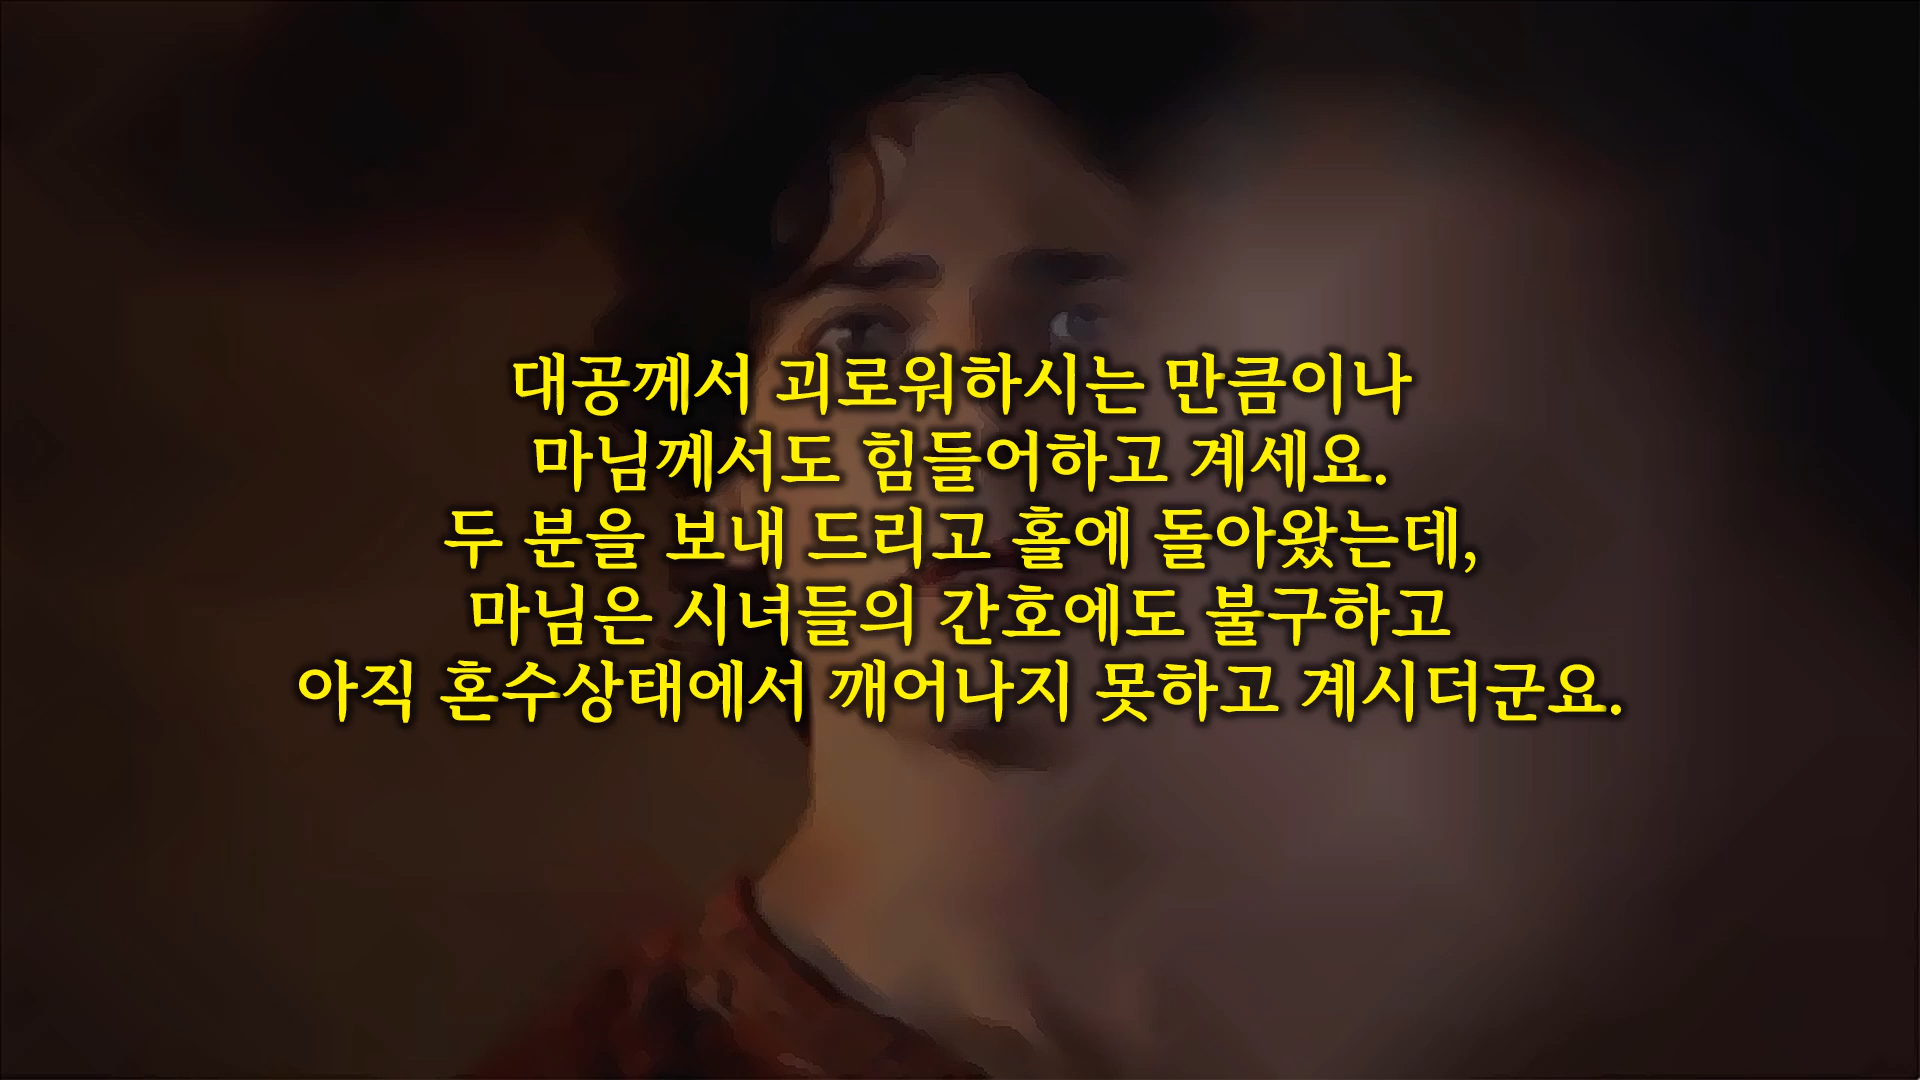 대공께서 괴로워하시는 만큼이나
마님께서도 힘들어하고 계세요.
두 분을 보내 드리고 홀에 돌아왔는데,
마님은 시녀들의 간호에도 불구하고
아직 혼수상태에서 깨어나지 못하고 계시더군요.